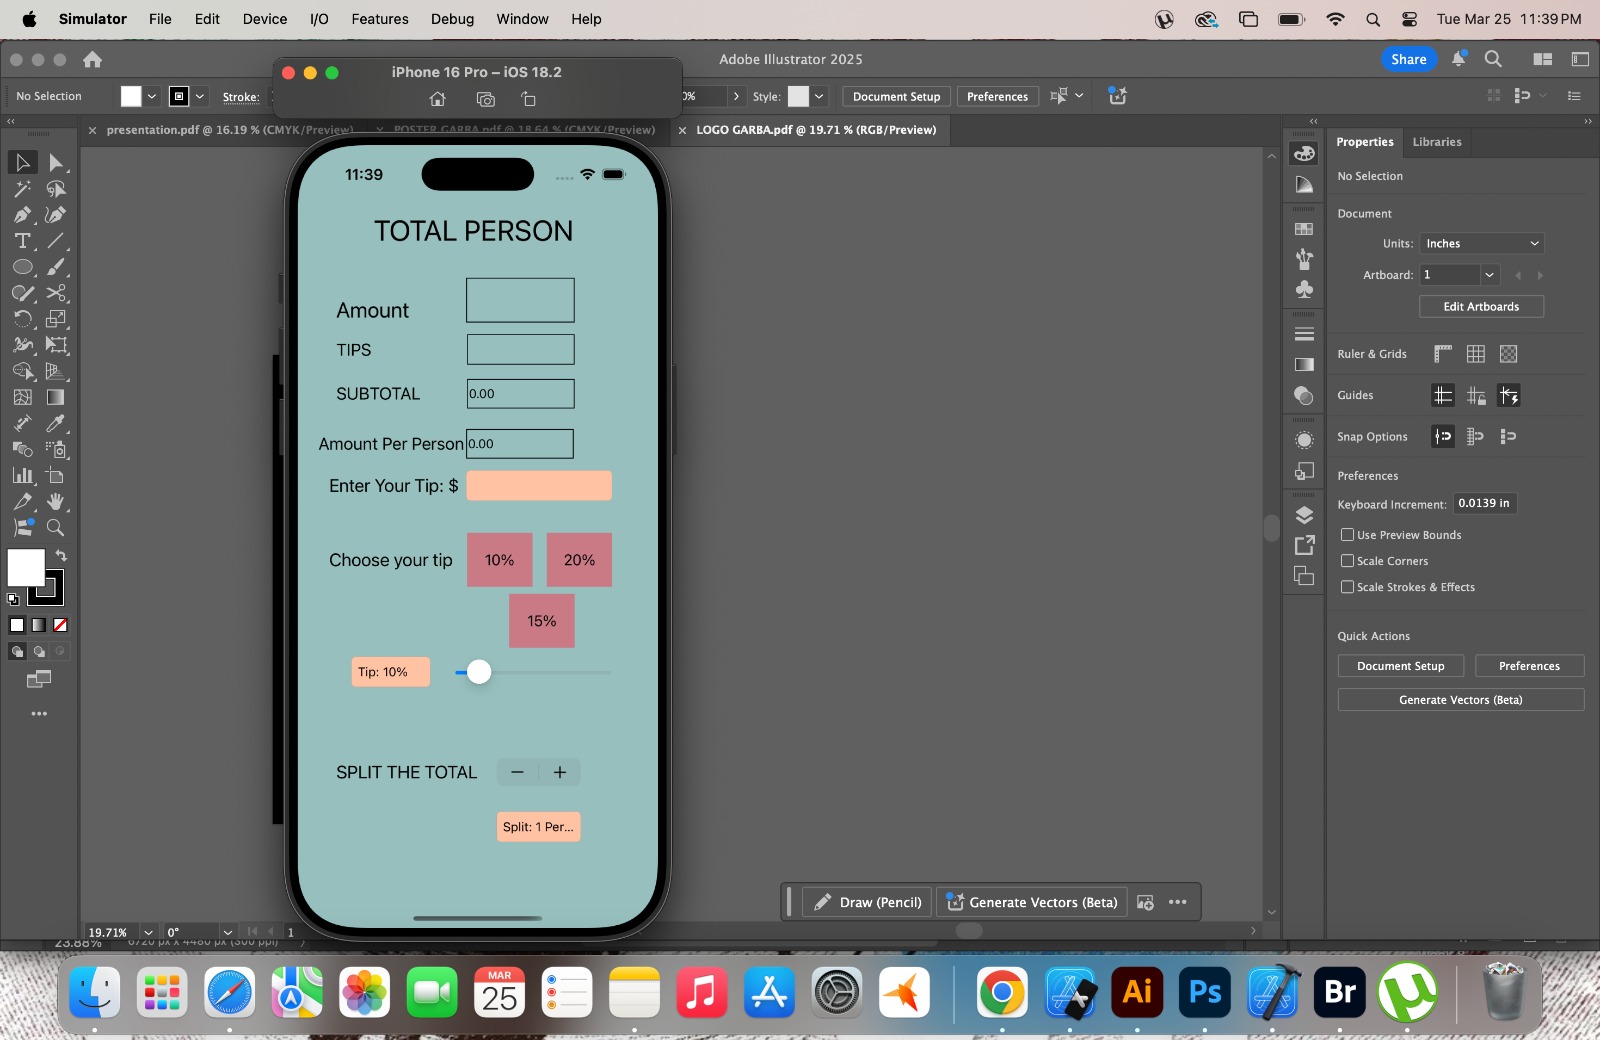 Simulator File Edit Device I/O Features Debug Window Help Tue Mar 25 11:39 PM
Adobe Illustrator 2025 Share
iPhone 16 Pro – iOS 18.2
No Selection Stroke: 0% Style: Document Setup Preferences
presentation.pdf @ 16.19 % (CMYK/Preview) POSTER GARBA.pdf @ 18.64 % (CMYK/Preview) LOGO GARBA.pdf @ 19.71 % (RGB/Preview)
11:39
TOTAL PERSON
Amount
TIPS
SUBTOTAL 0.00
Amount Per Person 0.00
Enter Your Tip: $
Choose your tip 10% 20%
15%
Tip: 10%
SPLIT THE TOTAL − +
Split: 1 Per...
Properties Libraries
No Selection
Document
Units: Inches
Artboard: 1
Edit Artboards
Ruler & Grids
Guides
Snap Options
Preferences
Keyboard Increment: 0.0139 in
Use Preview Bounds
Scale Corners
Scale Strokes & Effects
Quick Actions
Document Setup Preferences
Generate Vectors (Beta)
Draw (Pencil) Generate Vectors (Beta)
19.71% 0° 1
23.88% 6720 px x 4480 px (300 ppi)
MAR
25
Ai Ps Br